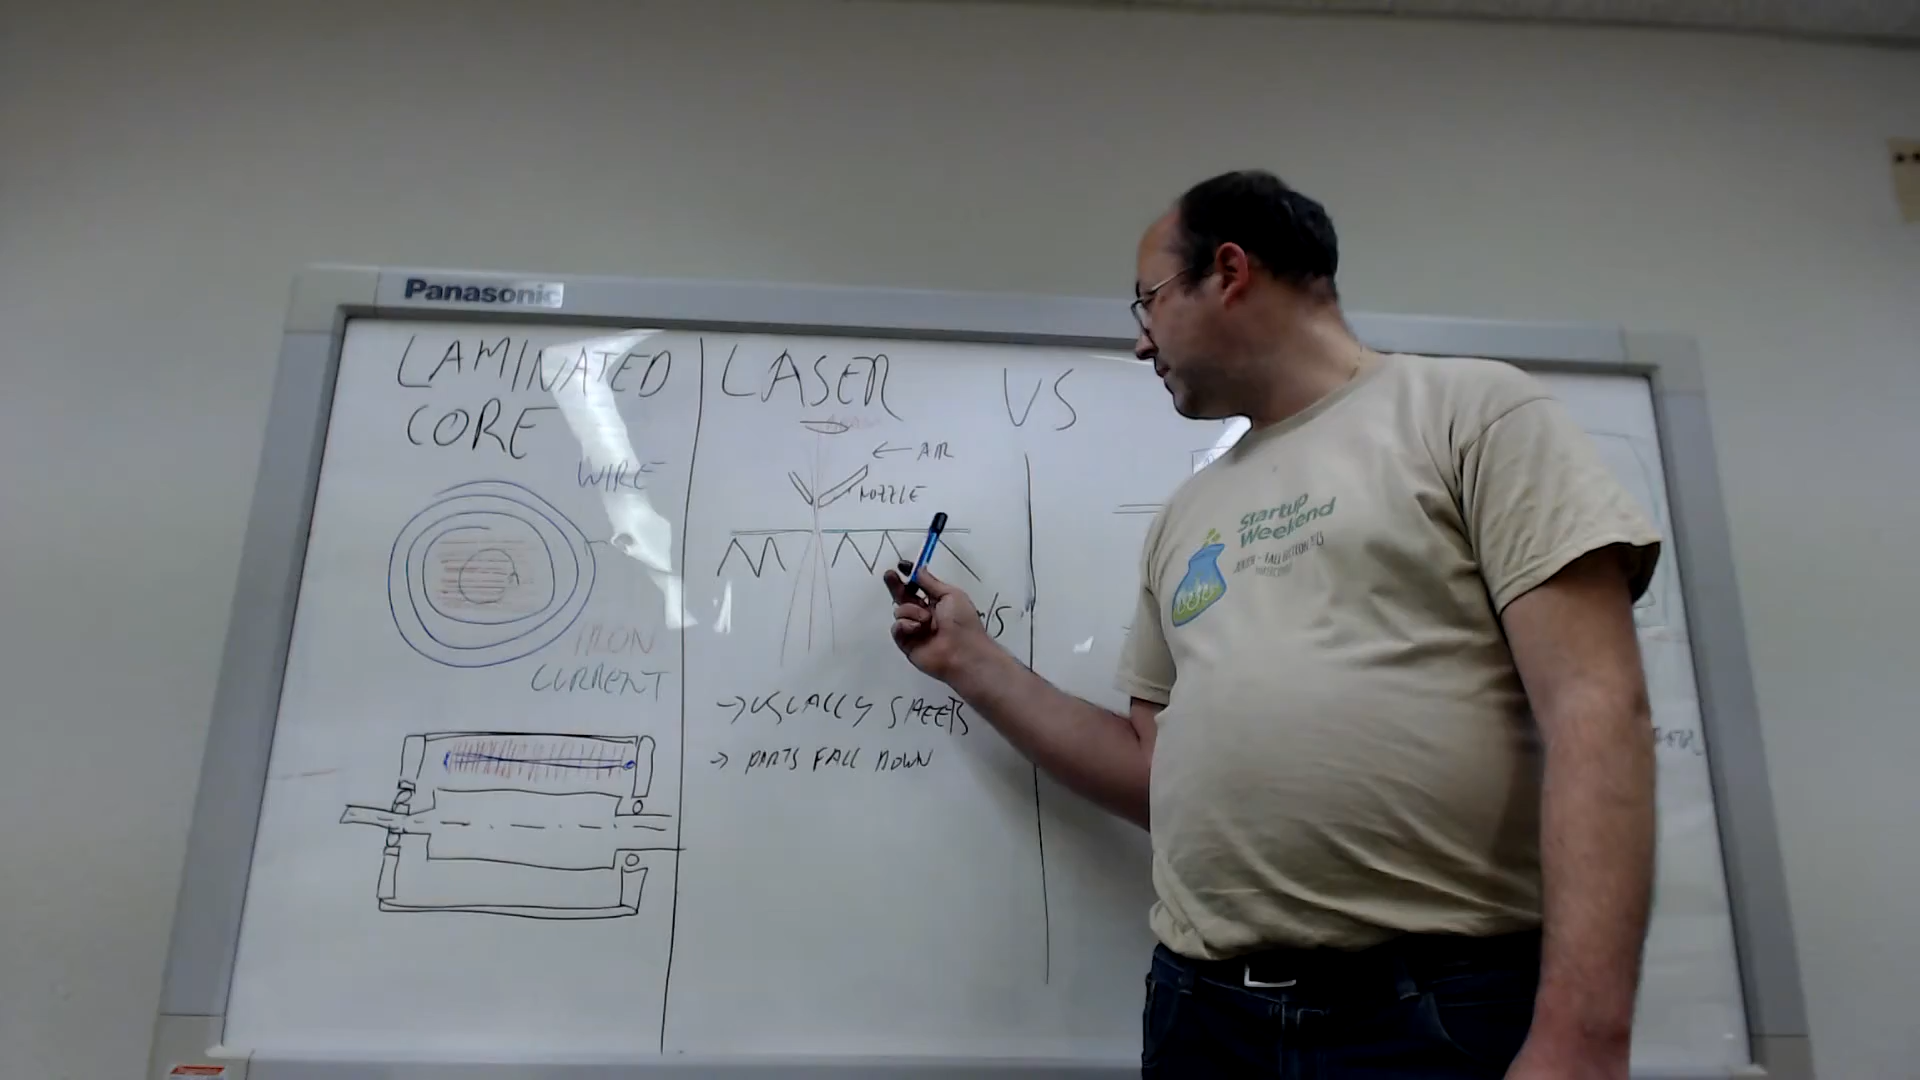 Panasonic
LAMINATED
CORE
WIRE
IRON
CURRENT
LASER
VS
← AIR
NOZZLE
→ USUALLY SHEETS
→ PARTS FALL DOWN
Startup
Weekend